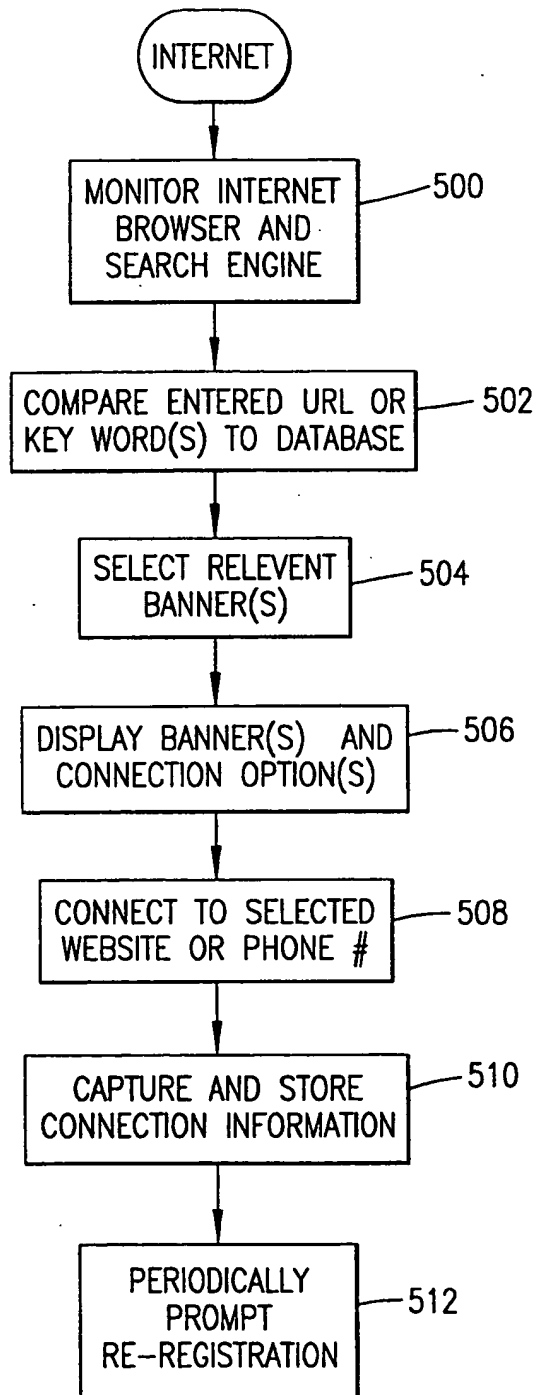 INTERNET
MONITOR INTERNET
BROWSER AND
SEARCH ENGINE
500
COMPARE ENTERED URL OR
KEY WORD(S) TO DATABASE
502
SELECT RELEVENT
BANNER(S)
504
DISPLAY BANNER(S) AND
CONNECTION OPTION(S)
506
CONNECT TO SELECTED
WEBSITE OR PHONE #
508
CAPTURE AND STORE
CONNECTION INFORMATION
510
PERIODICALLY
PROMPT
RE-REGISTRATION
512